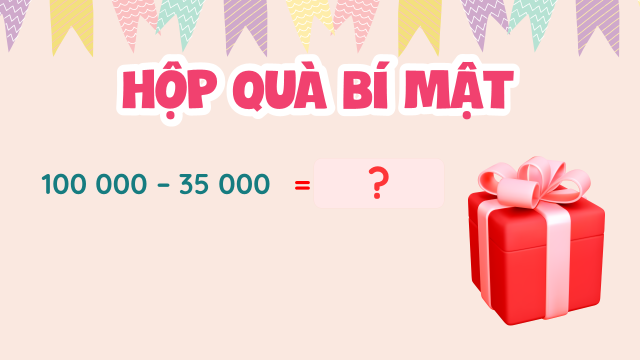 HỘP QUÀ BÍ MẬT
100 000 – 35 000 = ?